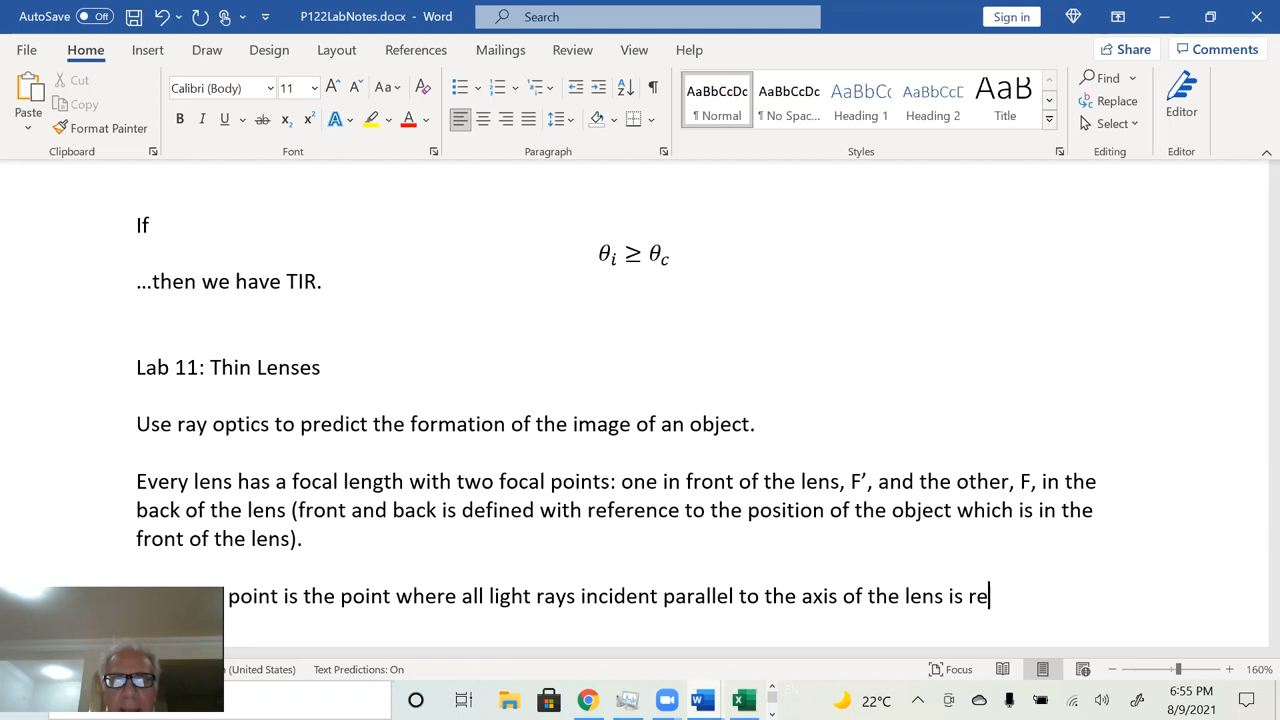 AutoSave Off P122LabNotes.docx - Word Search Sign in
File Home Insert Draw Design Layout References Mailings Review View Help Share Comments
Paste Cut Copy Format Painter
Calibri (Body) 11 Aa
B I U ab x₂ x² A A
AaBbCcDc AaBbCcDc AaBbCc AaBbCcD AaB
¶ Normal ¶ No Spac... Heading 1 Heading 2 Title
Find
Replace
Select
Editor
Clipboard Font Paragraph Styles Editing Editor
If
θᵢ ≥ θc
...then we have TIR.
Lab 11: Thin Lenses
Use ray optics to predict the formation of the image of an object.
Every lens has a focal length with two focal points: one in front of the lens, F’, and the other, F, in the
back of the lens (front and back is defined with reference to the position of the object which is in the
front of the lens).
point is the point where all light rays incident parallel to the axis of the lens is re
(United States) Text Predictions: On Focus 160%
22°C 6:55 PM
8/9/2021